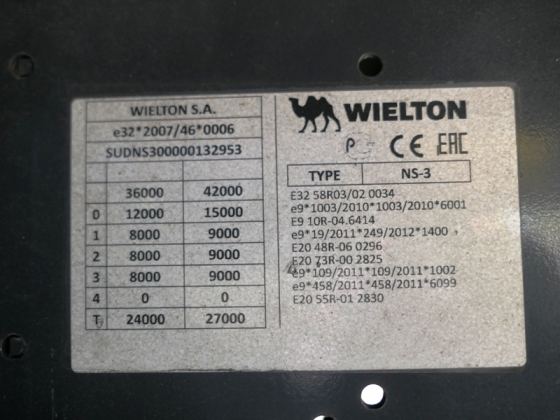 WIELTON S.A.
e32*2007/46*0006
SUDNS300000132953
36000 42000
0 12000 15000
1 8000 9000
2 8000 9000
3 8000 9000
4 0 0
T 24000 27000
WIELTON
CE EAC
TYPE NS-3
E32 58R03/02 0034
e9*1003/2010*1003/2010*6001
E9 10R-04.6414
e9*19/2011*249/2012*1400
E20 48R-06 0296
E20 73R-00 2825
e9*109/2011*109/2011*1002
e9*458/2011*458/2011*6099
E20 55R-01 2830